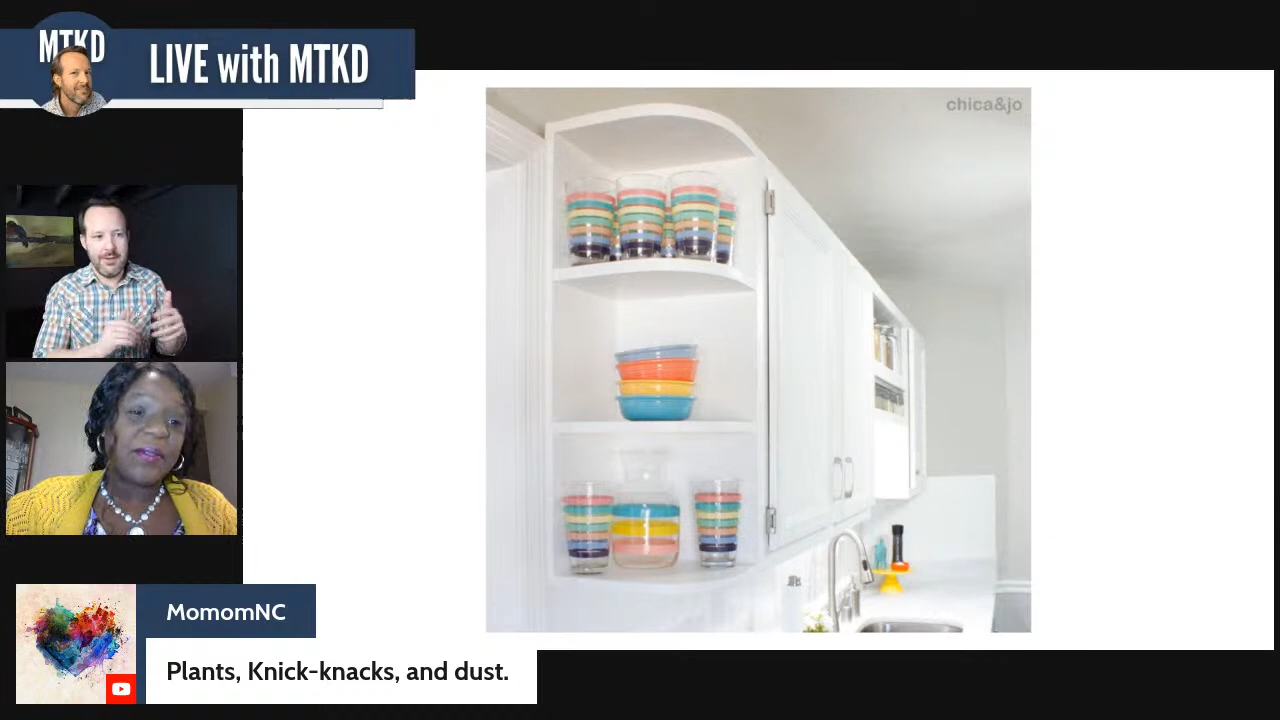 MTKD
LIVE with MTKD
chica&jo
MomomNC
Plants, Knick-knacks, and dust.